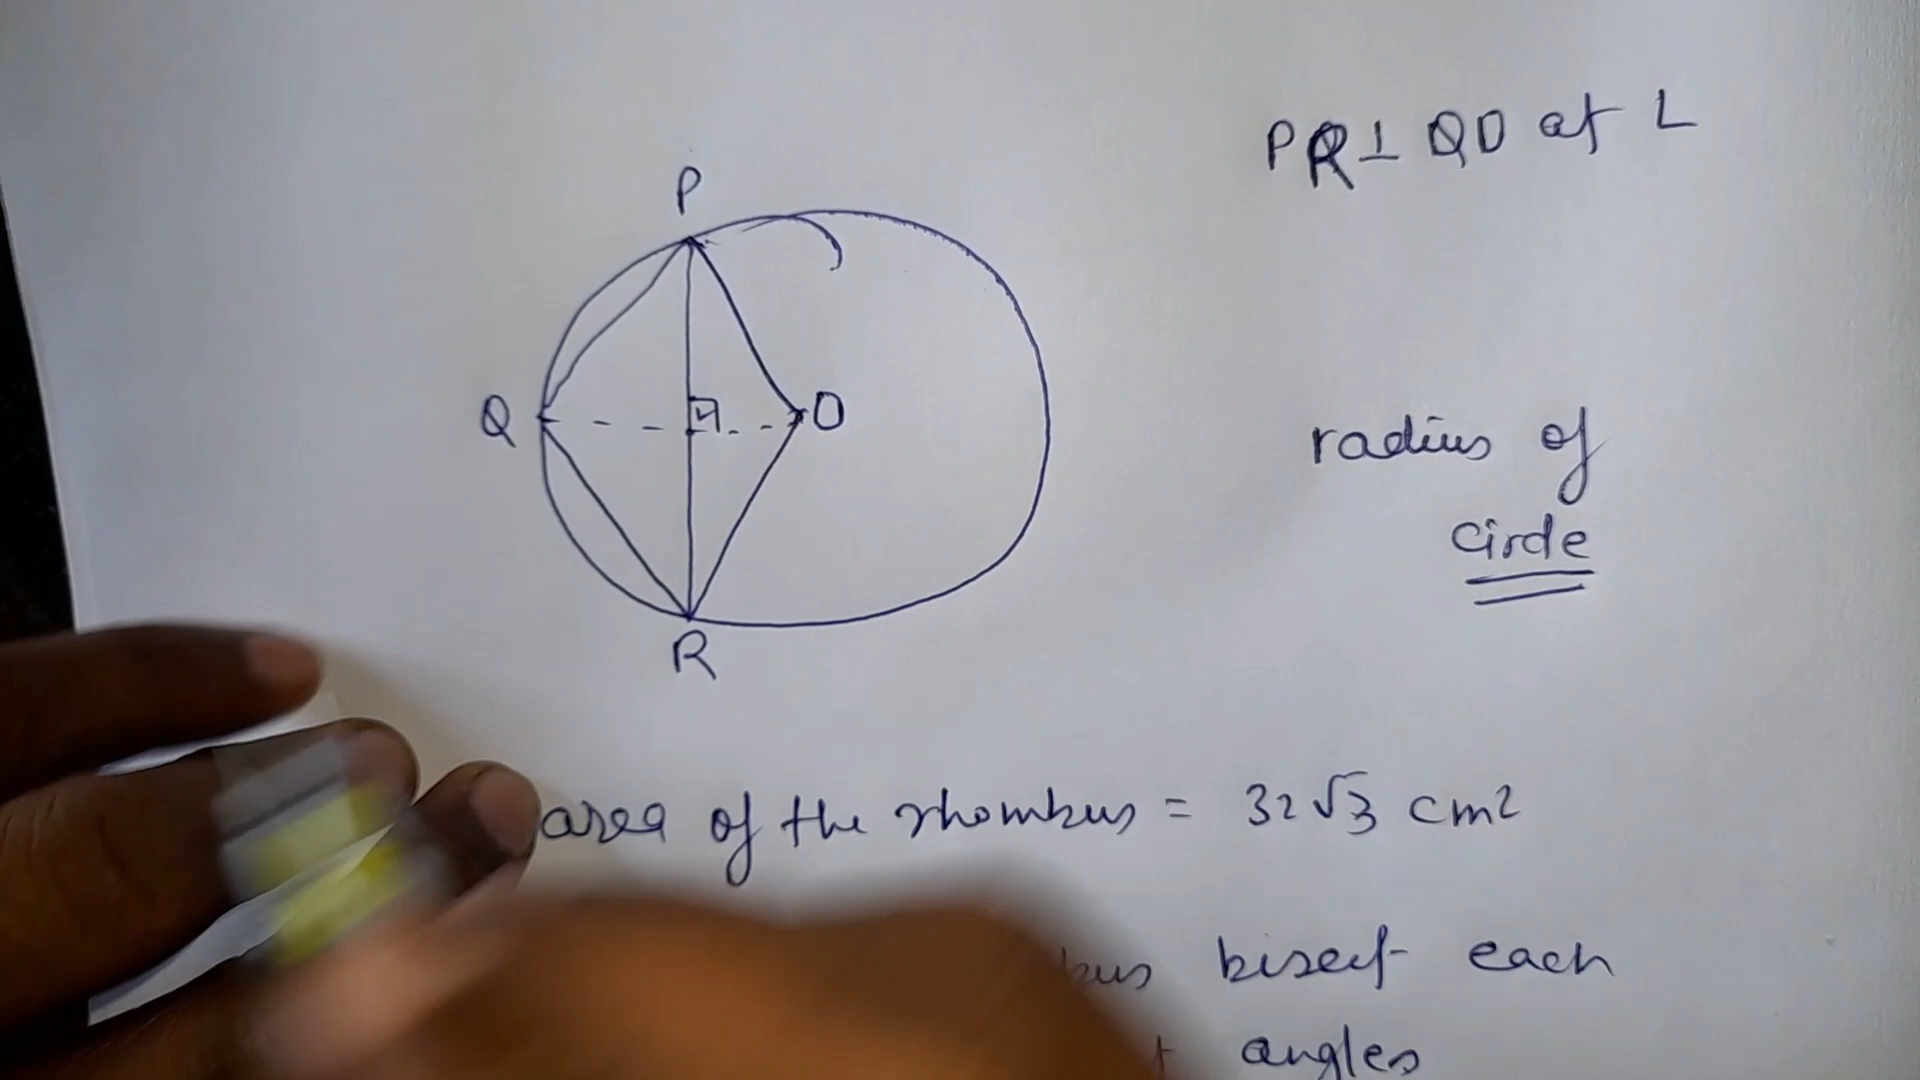 PR ⊥ QO at L
P
Q
O
R
radius of
circle
area of the rhombus = 32√3 cm2
bisect each
angles